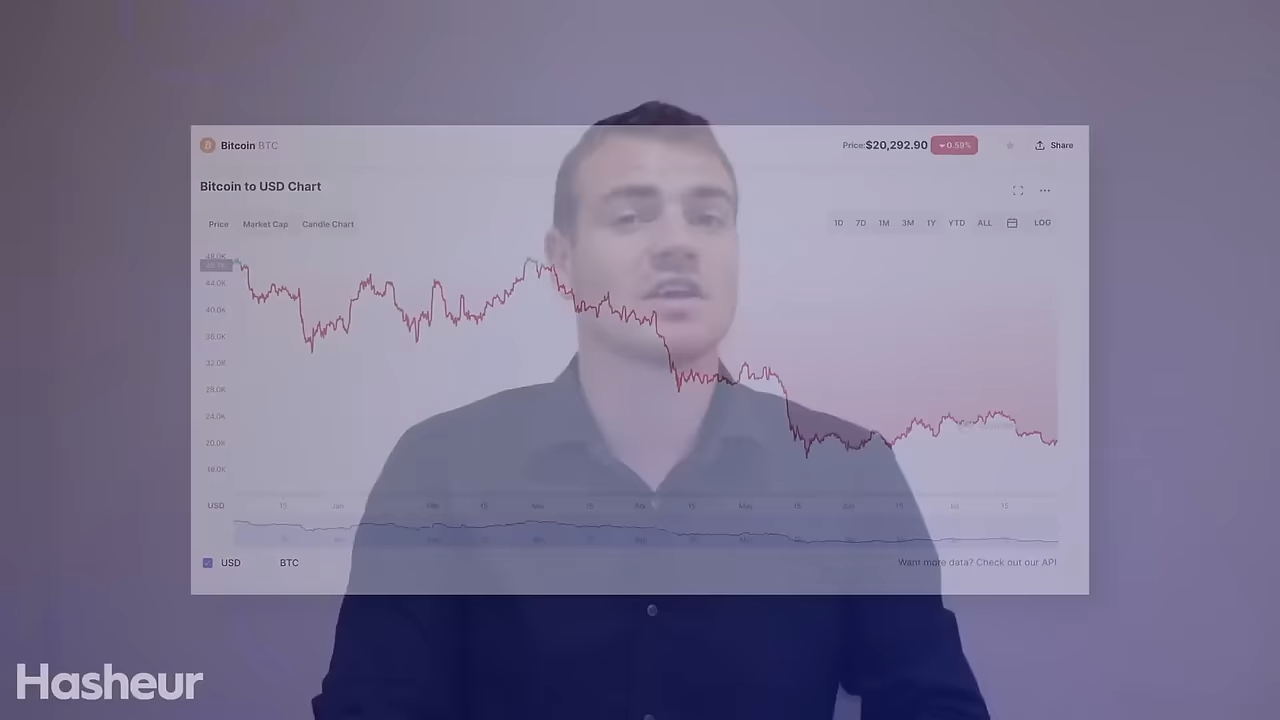 Bitcoin BTC
Price:$20,292.90 0.59%
Share
Bitcoin to USD Chart
Price Market Cap Candle Chart
1D 7D 1M 3M 1Y YTD ALL LOG
48.0K
44.0K
40.0K
36.0K
32.0K
28.0K
24.0K
20.0K
16.0K
USD
USD BTC
Want more data? Check out our API
Hasheur